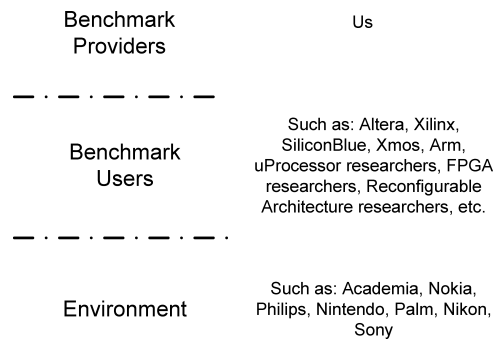 Benchmark
Providers
Us
Benchmark
Users
Such as: Altera, Xilinx,
SiliconBlue, Xmos, Arm,
uProcessor researchers, FPGA
researchers, Reconfigurable
Architecture researchers, etc.
Environment
Such as: Academia, Nokia,
Philips, Nintendo, Palm, Nikon,
Sony